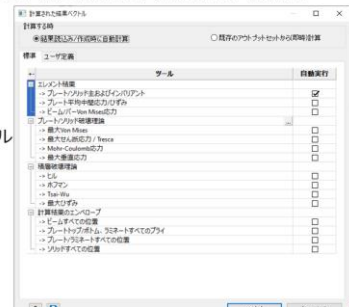 計算された結果ベクトル
計算する時
結果読込み/作成時に自動計算
既存のアウトプットセットから(即時)計算
標準 ユーザ定義
ツール 自動実行
エレメント結果
-> プレート/ソリッド主およびインバリアント
-> プレート平均中間応力/ひずみ
-> ビーム/バーVon Mises応力
プレート/ソリッド破壊理論
...
-> 最大Von Mises
-> 最大せん断応力 / Tresca
-> Mohr-Coulomb応力
-> 最大垂直応力
積層破壊理論
-> ヒル
-> ホフマン
-> Tsai-Wu
-> 最大ひずみ
計算結果のエンベロープ
-> ビームすべての位置
-> プレートトップ/ボトム、ラミネートすべてのプライ
-> プレート/ラミネートすべての位置
-> ソリッドすべての位置
ル